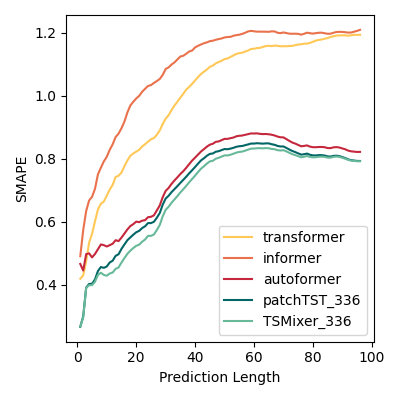 1.2
1.0
0.8
0.6
0.4
SMAPE
0 20 40 60 80 100
Prediction Length
transformer
informer
autoformer
patchTST_336
TSMixer_336